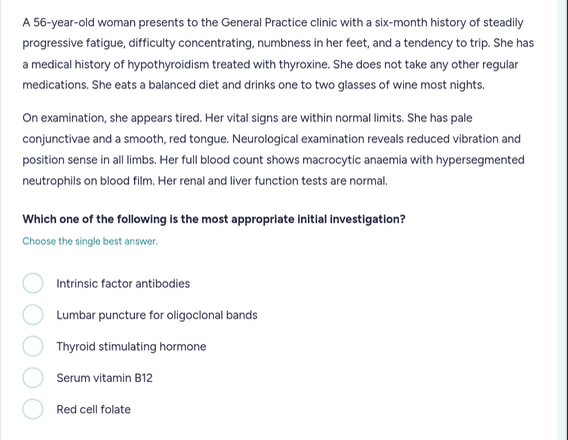 A 56-year-old woman presents to the General Practice clinic with a six-month history of steadily
progressive fatigue, difficulty concentrating, numbness in her feet, and a tendency to trip. She has
a medical history of hypothyroidism treated with thyroxine. She does not take any other regular
medications. She eats a balanced diet and drinks one to two glasses of wine most nights.
On examination, she appears tired. Her vital signs are within normal limits. She has pale
conjunctivae and a smooth, red tongue. Neurological examination reveals reduced vibration and
position sense in all limbs. Her full blood count shows macrocytic anaemia with hypersegmented
neutrophils on blood film. Her renal and liver function tests are normal.
Which one of the following is the most appropriate initial investigation?
Choose the single best answer.
Intrinsic factor antibodies
Lumbar puncture for oligoclonal bands
Thyroid stimulating hormone
Serum vitamin B12
Red cell folate